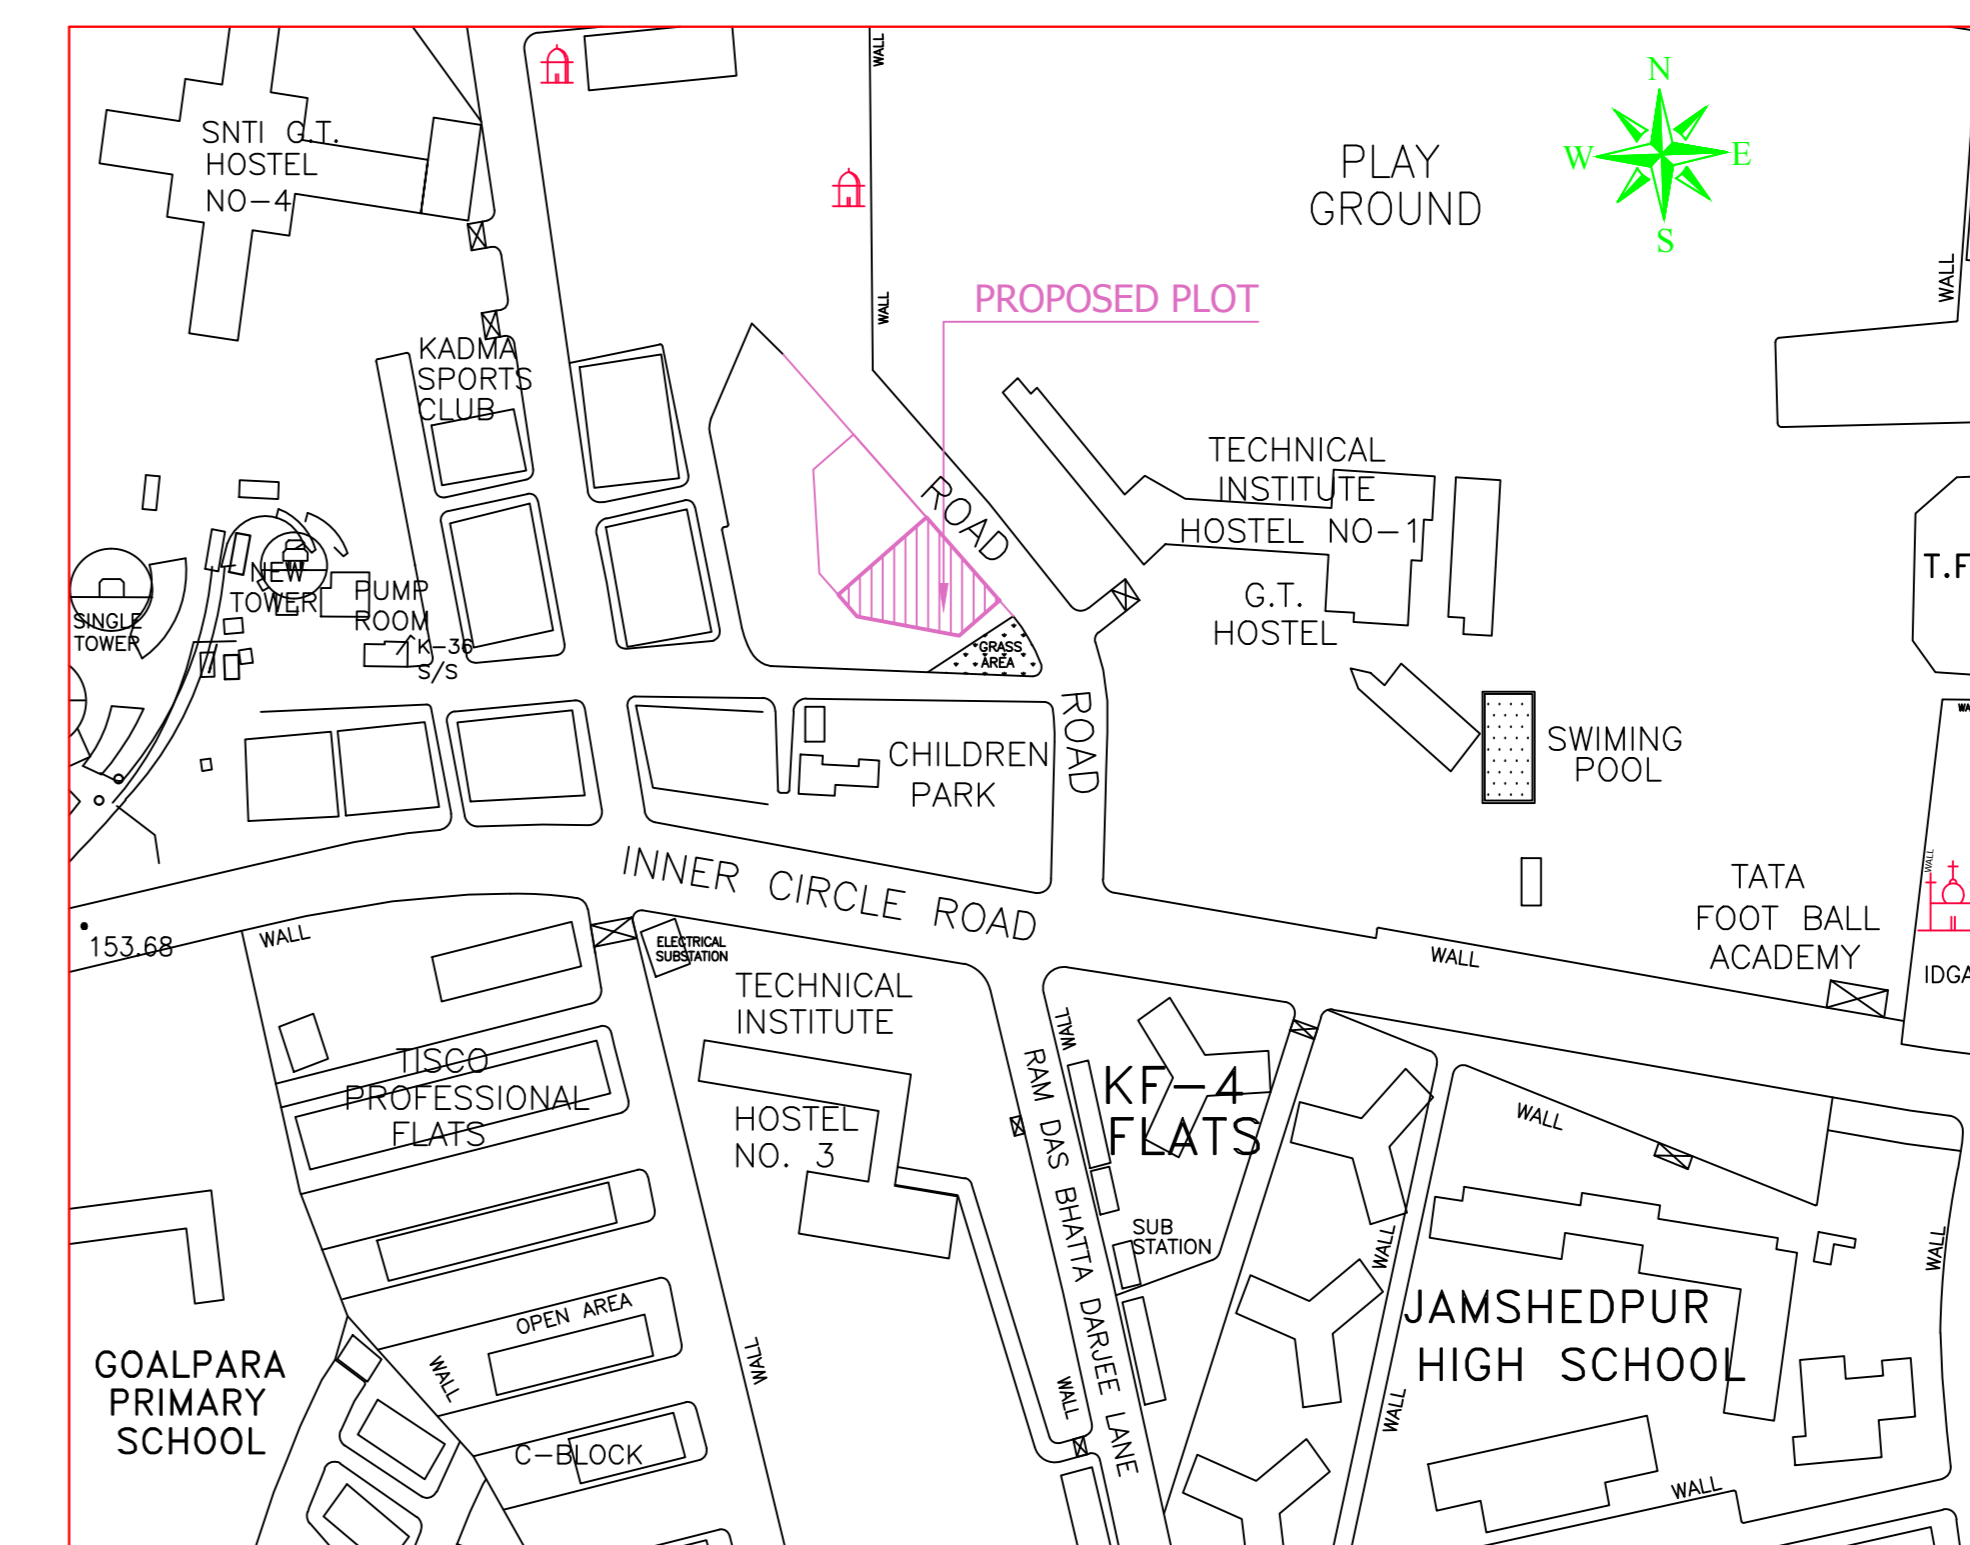 WALL
N
W
E
S
SNTI G.T.
HOSTEL
NO-4
PLAY
GROUND
WALL
WALL
PROPOSED PLOT
KADMA
SPORTS
CLUB
ROAD
TECHNICAL
INSTITUTE
HOSTEL NO-1
G.T.
HOSTEL
T.F
NEW
TOWER
PUMP
ROOM
SINGLE
TOWER
K-36
S/S
GRASS
AREA
ROAD
SWIMING
POOL
CHILDREN
PARK
INNER CIRCLE ROAD
WALL
TATA
FOOT BALL
ACADEMY
IDGA
WALL
WALL
153.68
ELECTRICAL
SUBSTATION
TECHNICAL
INSTITUTE
HOSTEL
NO. 3
WALL
RAM DAS BHATTA DARJEE LANE
KF-4
FLATS
WALL
TISCO
PROFESSIONAL
FLATS
SUB
STATION
WALL
WALL
JAMSHEDPUR
HIGH SCHOOL
OPEN AREA
WALL
WALL
WALL
WALL
GOALPARA
PRIMARY
SCHOOL
C-BLOCK
WALL